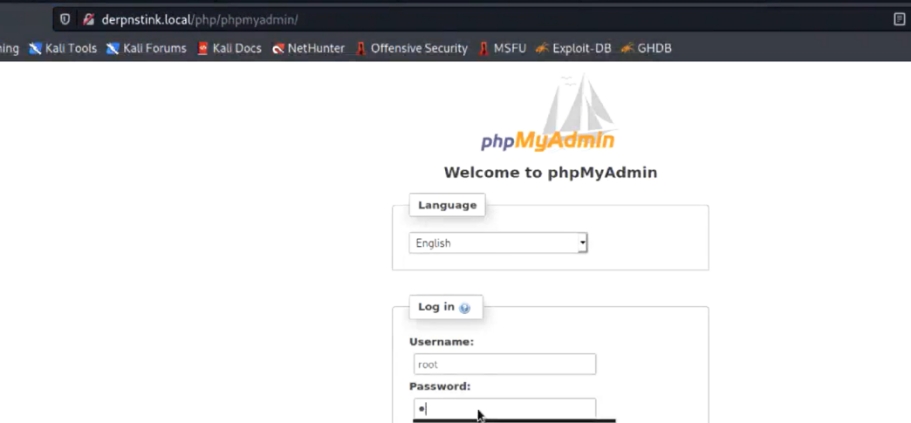 derpnstink.local/php/phpmyadmin/
ning Kali Tools Kali Forums Kali Docs NetHunter Offensive Security MSFU Exploit-DB GHDB
phpMyAdmin
Welcome to phpMyAdmin
Language
English
Log in
Username:
root
Password: